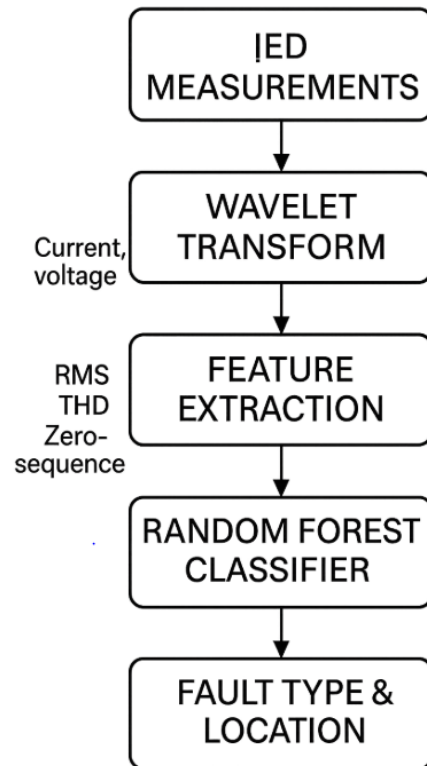 IED
MEASUREMENTS
WAVELET
TRANSFORM
Current,
voltage
FEATURE
EXTRACTION
RMS
THD
Zero-
sequence
RANDOM FOREST
CLASSIFIER
FAULT TYPE &
LOCATION